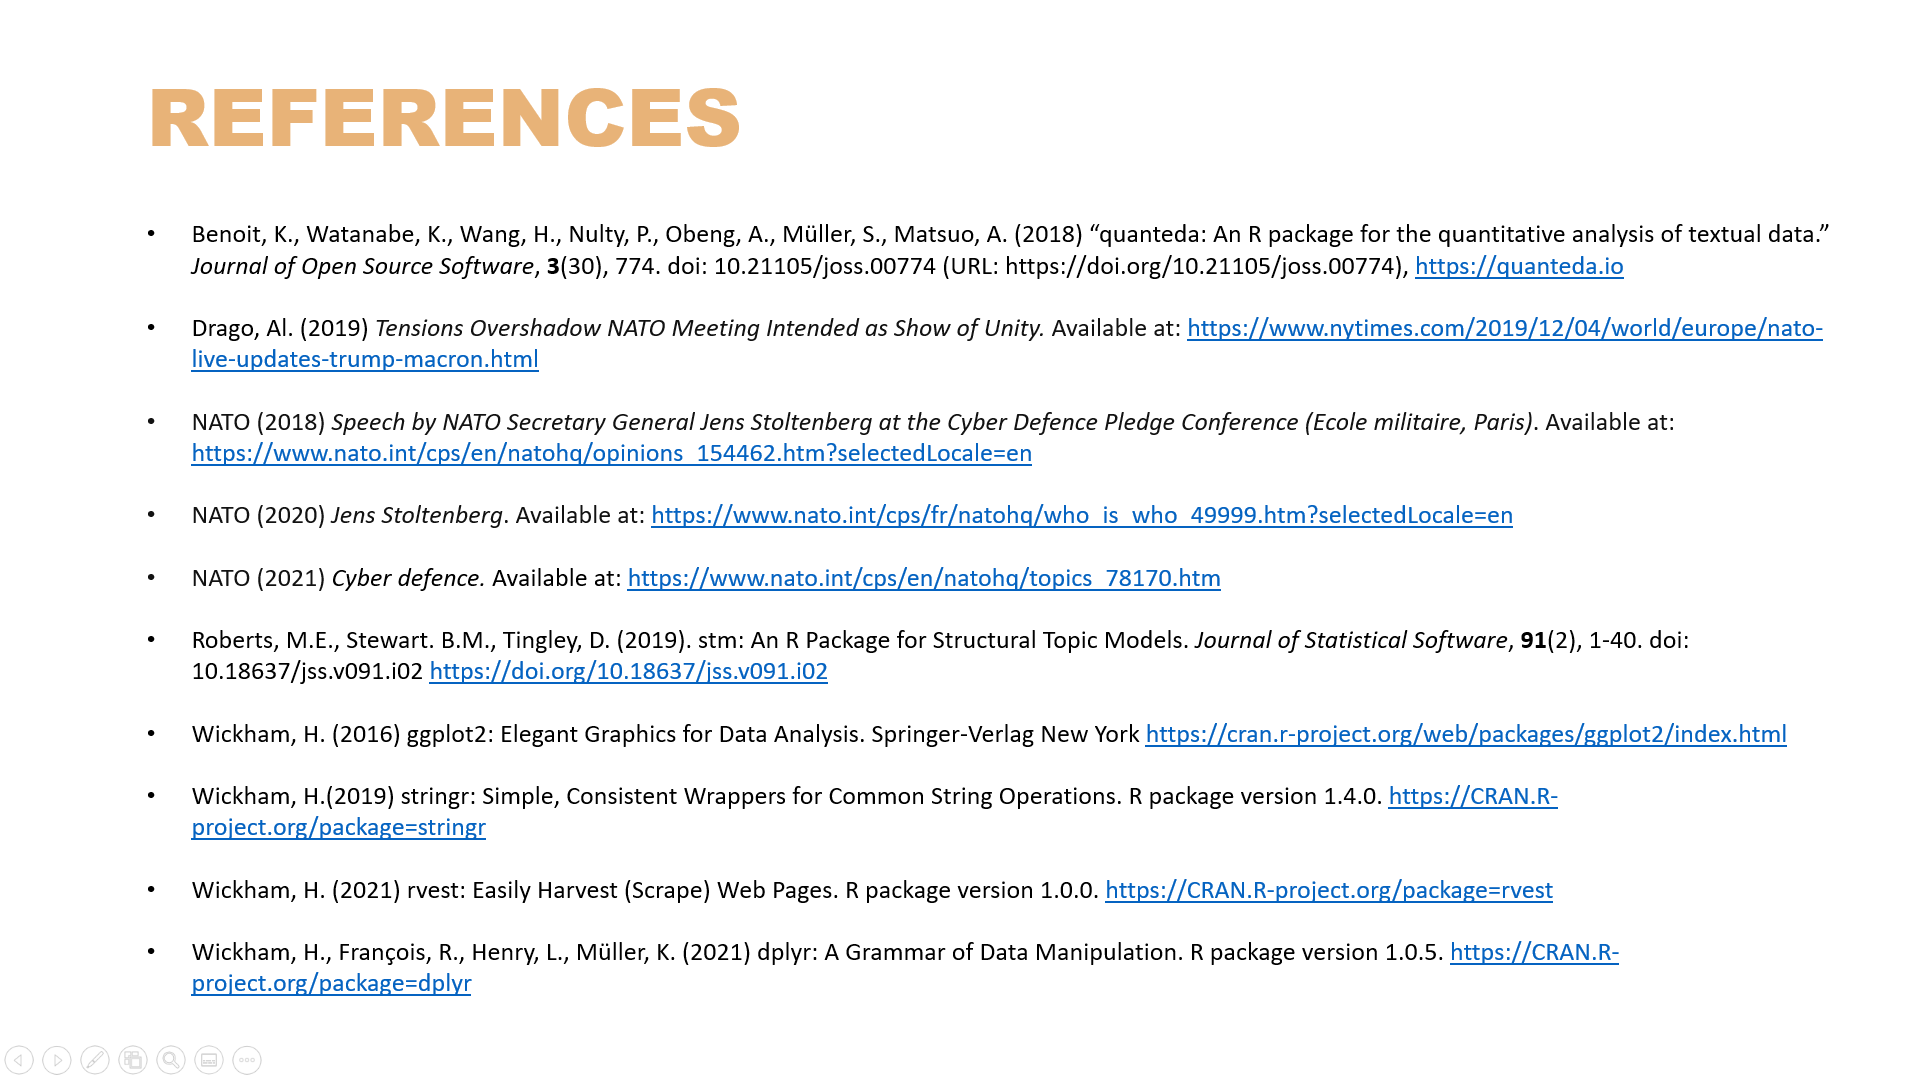 REFERENCES
• Benoit, K., Watanabe, K., Wang, H., Nulty, P., Obeng, A., Müller, S., Matsuo, A. (2018) “quanteda: An R package for the quantitative analysis of textual data.”
Journal of Open Source Software, 3(30), 774. doi: 10.21105/joss.00774 (URL: https://doi.org/10.21105/joss.00774), https://quanteda.io
• Drago, Al. (2019) Tensions Overshadow NATO Meeting Intended as Show of Unity. Available at: https://www.nytimes.com/2019/12/04/world/europe/nato-
live-updates-trump-macron.html
• NATO (2018) Speech by NATO Secretary General Jens Stoltenberg at the Cyber Defence Pledge Conference (Ecole militaire, Paris). Available at:
https://www.nato.int/cps/en/natohq/opinions_154462.htm?selectedLocale=en
• NATO (2020) Jens Stoltenberg. Available at: https://www.nato.int/cps/fr/natohq/who_is_who_49999.htm?selectedLocale=en
• NATO (2021) Cyber defence. Available at: https://www.nato.int/cps/en/natohq/topics_78170.htm
• Roberts, M.E., Stewart. B.M., Tingley, D. (2019). stm: An R Package for Structural Topic Models. Journal of Statistical Software, 91(2), 1-40. doi:
10.18637/jss.v091.i02 https://doi.org/10.18637/jss.v091.i02
• Wickham, H. (2016) ggplot2: Elegant Graphics for Data Analysis. Springer-Verlag New York https://cran.r-project.org/web/packages/ggplot2/index.html
• Wickham, H.(2019) stringr: Simple, Consistent Wrappers for Common String Operations. R package version 1.4.0. https://CRAN.R-
project.org/package=stringr
• Wickham, H. (2021) rvest: Easily Harvest (Scrape) Web Pages. R package version 1.0.0. https://CRAN.R-project.org/package=rvest
• Wickham, H., François, R., Henry, L., Müller, K. (2021) dplyr: A Grammar of Data Manipulation. R package version 1.0.5. https://CRAN.R-
project.org/package=dplyr